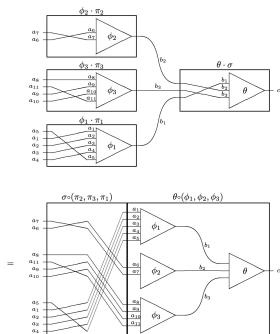 ϕ₂ · π₂
a₇ a₆
a₆ a₇
ϕ₂
b₂
ϕ₃ · π₃
θ · σ
a₈ a₁₁ a₉ a₁₀
a₈ a₉ a₁₀ a₁₁
ϕ₃
b₃
b₁ b₂ b₃
θ
c
ϕ₁ · π₁
b₁
a₅ a₁ a₂ a₃ a₄
a₁ a₂ a₃ a₄ a₅
ϕ₁
σ∘(π₂, π₃, π₁)
θ∘(ϕ₁, ϕ₂, ϕ₃)
a₇ a₆
a₁ a₂ a₃ a₄ a₅
ϕ₁
b₁
=
a₈ a₁₁ a₉ a₁₀
a₆ a₇
ϕ₂
b₂
θ
c
b₃
a₅ a₁ a₂ a₃ a₄
a₈ a₉ a₁₀ a₁₁
ϕ₃